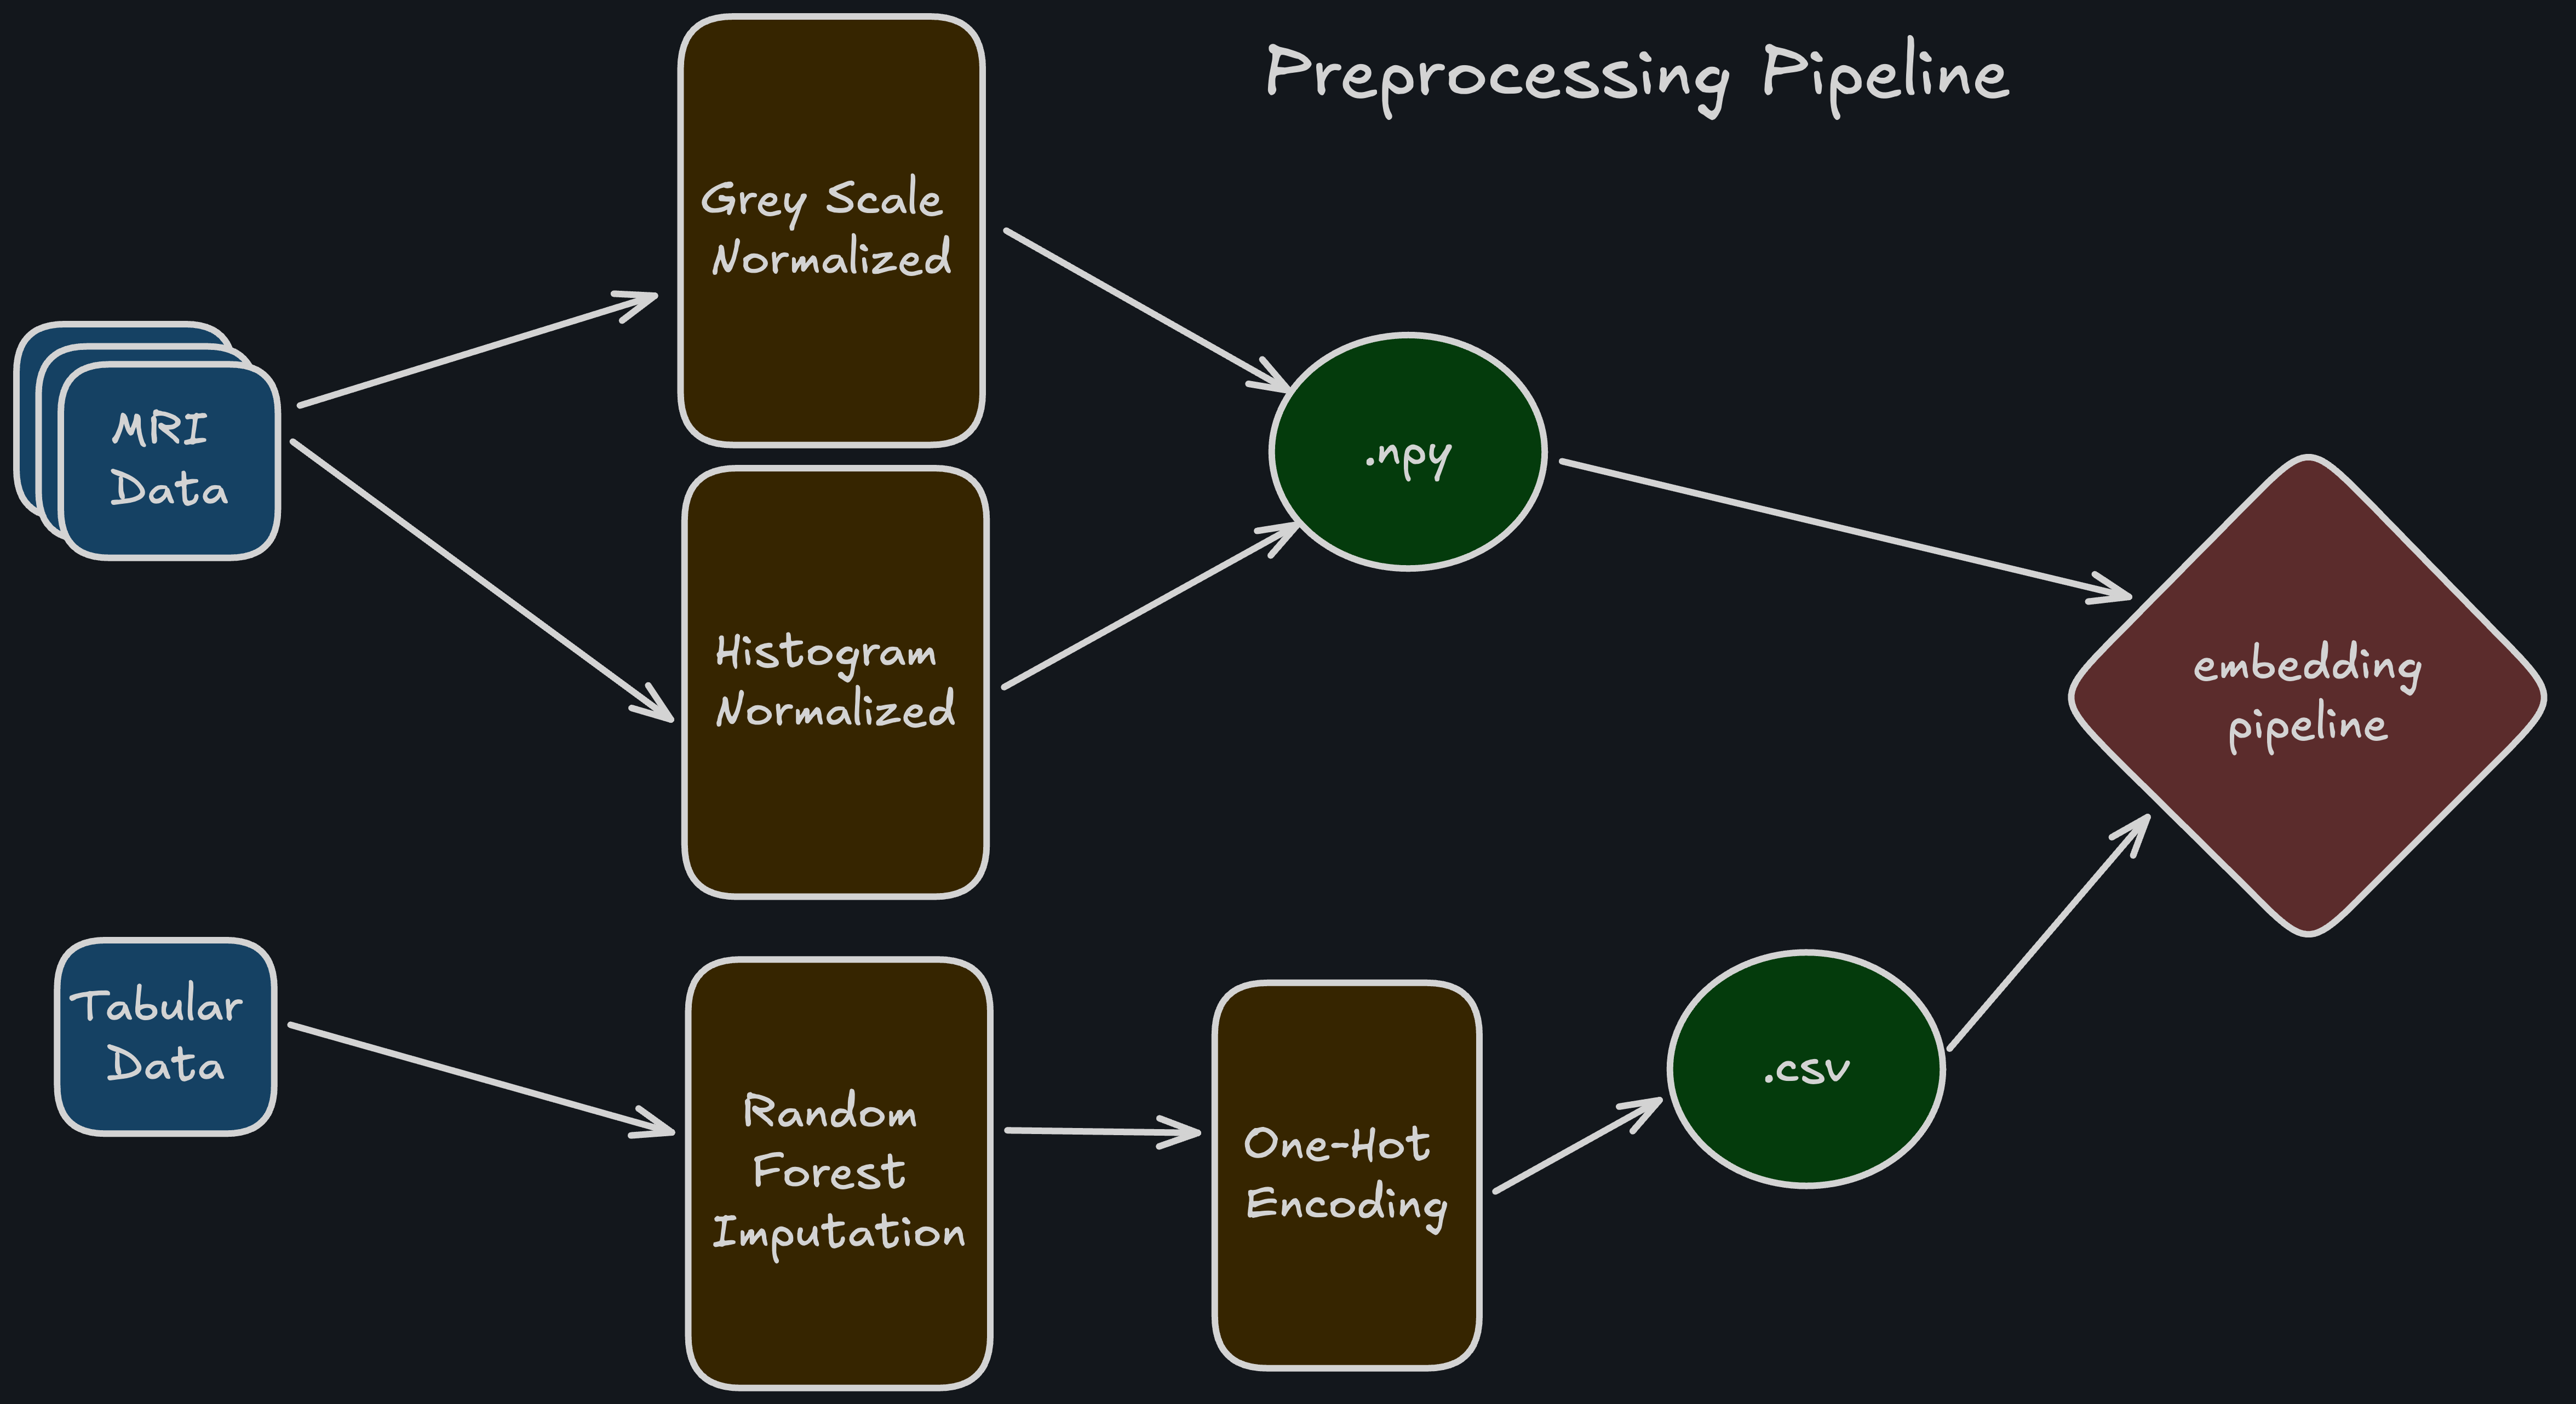 Preprocessing Pipeline
Grey Scale
Normalized
MRI
Data
.npy
Histogram
Normalized
embedding
pipeline
Tabular
Data
Random
Forest
Imputation
One-Hot
Encoding
.csv